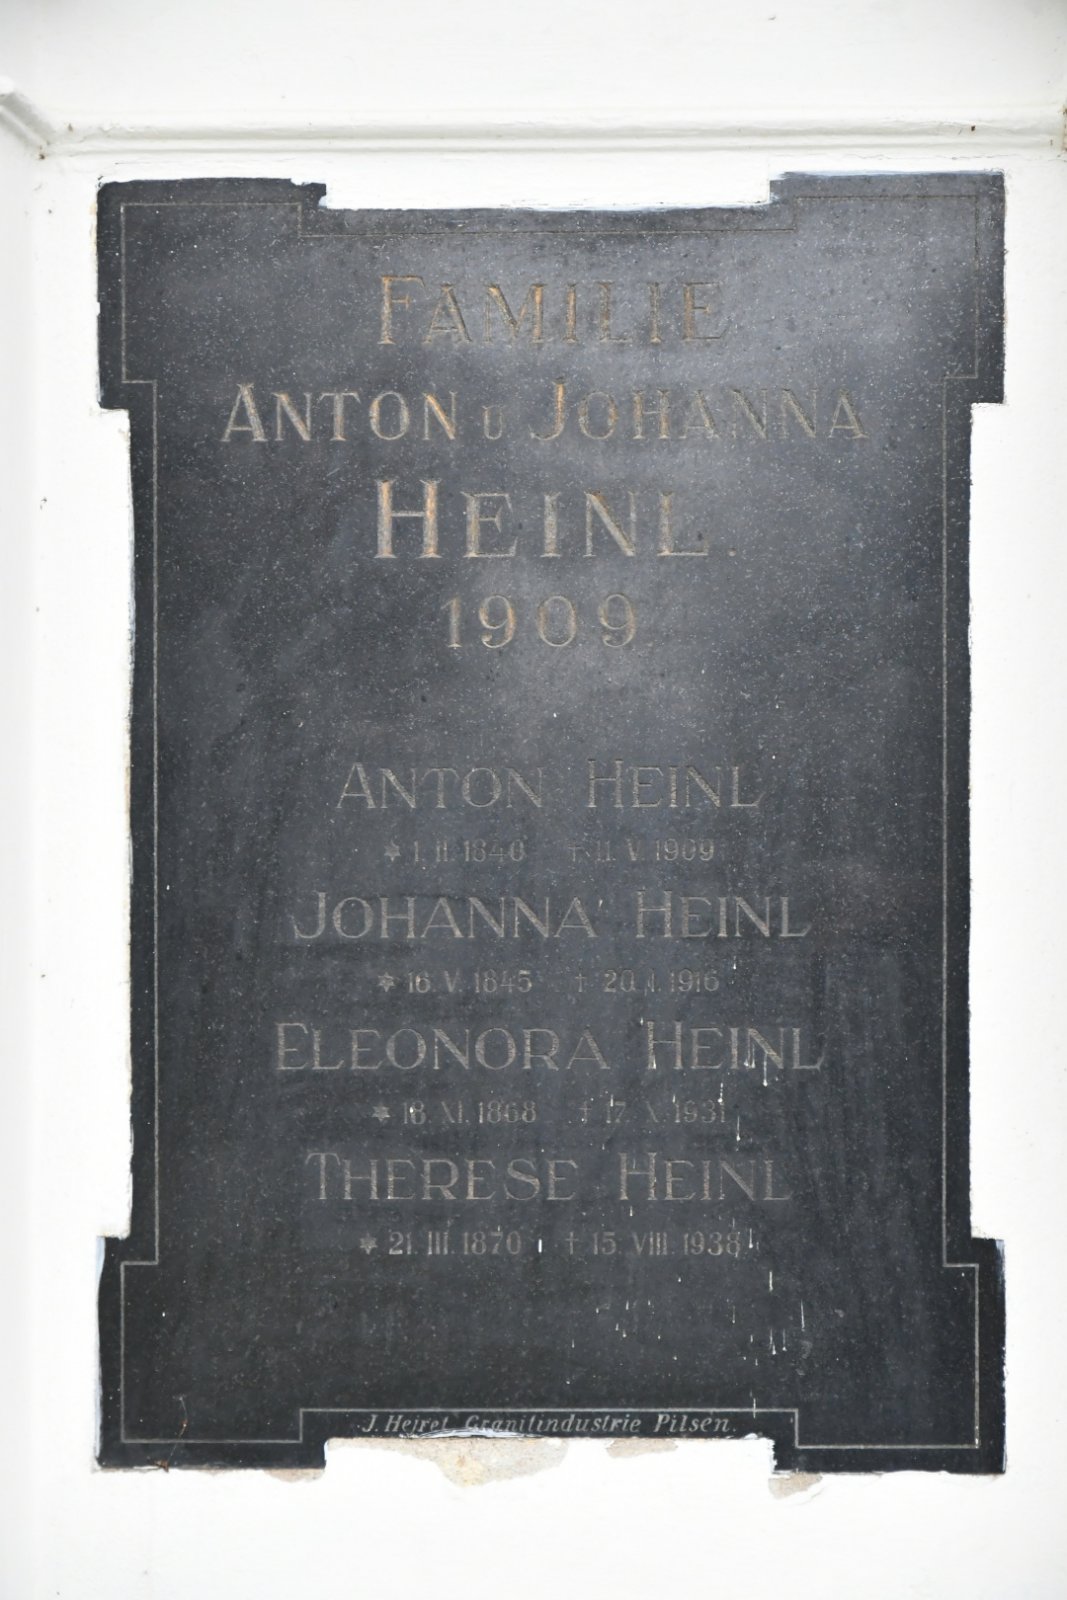 FAMILIE
ANTON U JOHANNA
HEINL.
1909
ANTON HEINL
* 1. II. 1840 † 11. V. 1909
JOHANNA HEINL
* 16. V. 1845 † 20. I. 1916
ELEONORA HEINL
* 18. XI. 1868 † 17. X. 1931
THERESE HEINL
* 21. III. 1870 † 15. VIII. 1938
J. Hejret Granitindustrie Pilsen.